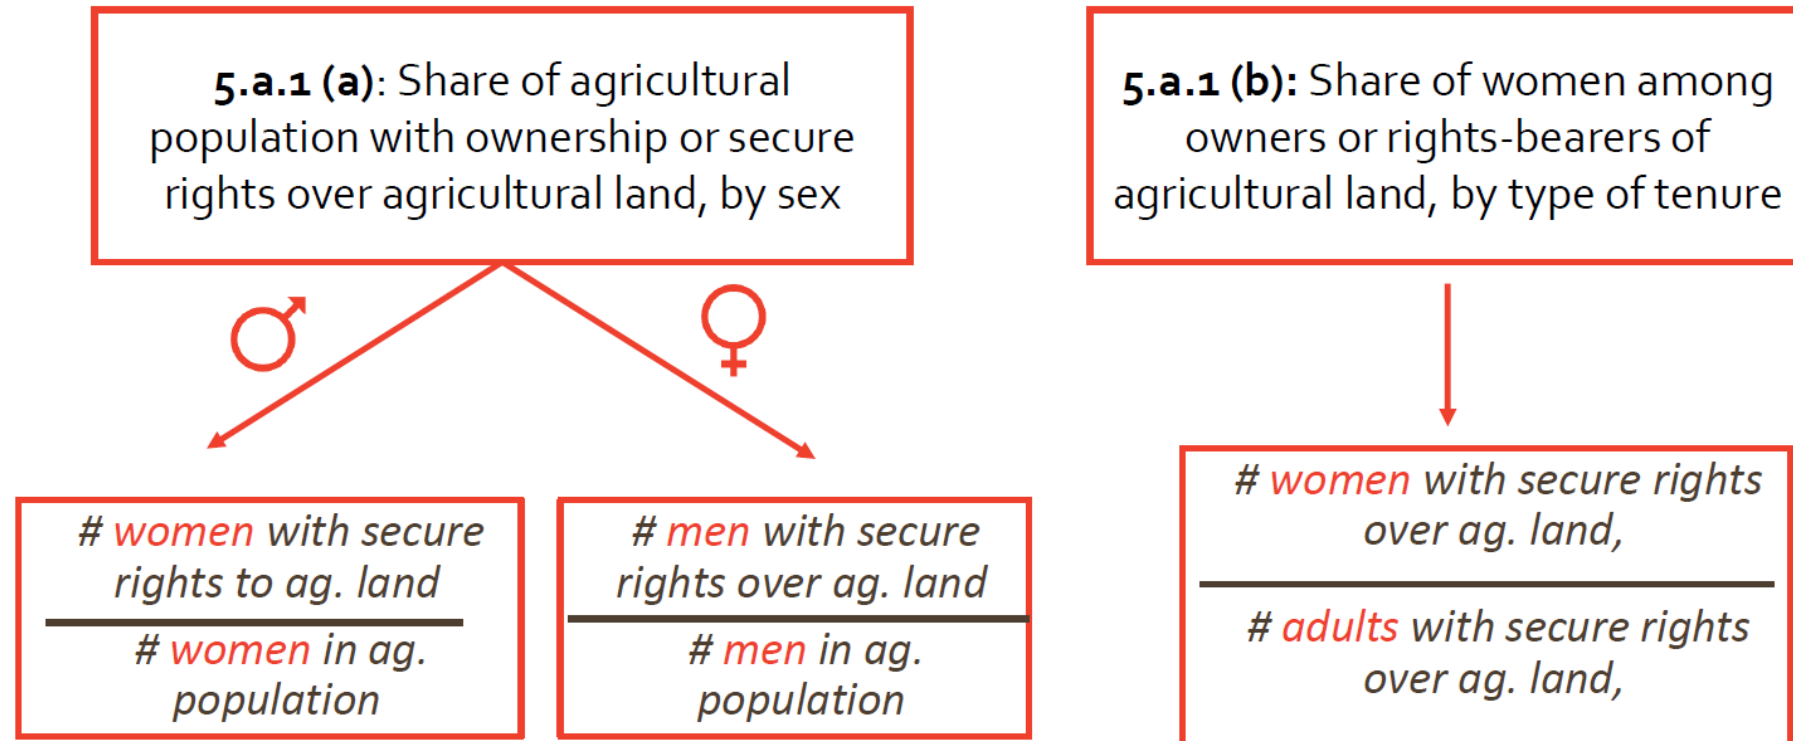 5.a.1 (a): Share of agricultural
population with ownership or secure
rights over agricultural land, by sex
5.a.1 (b): Share of women among
owners or rights-bearers of
agricultural land, by type of tenure
# women with secure
rights to ag. land
# women in ag.
population
# men with secure
rights over ag. land
# men in ag.
population
# women with secure rights
over ag. land,
# adults with secure rights
over ag. land,